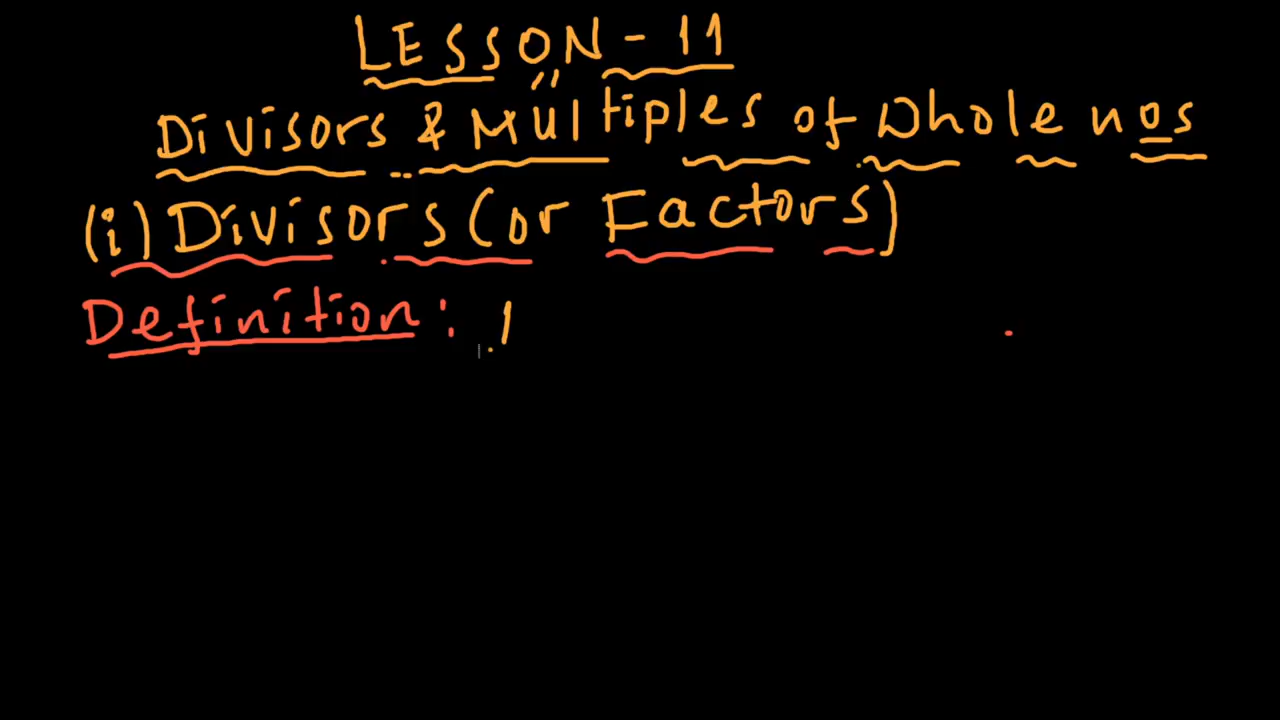 LESSON - 11
Divisors & Multiples of Whole nos
(i) Divisors (or Factors)
Definition: